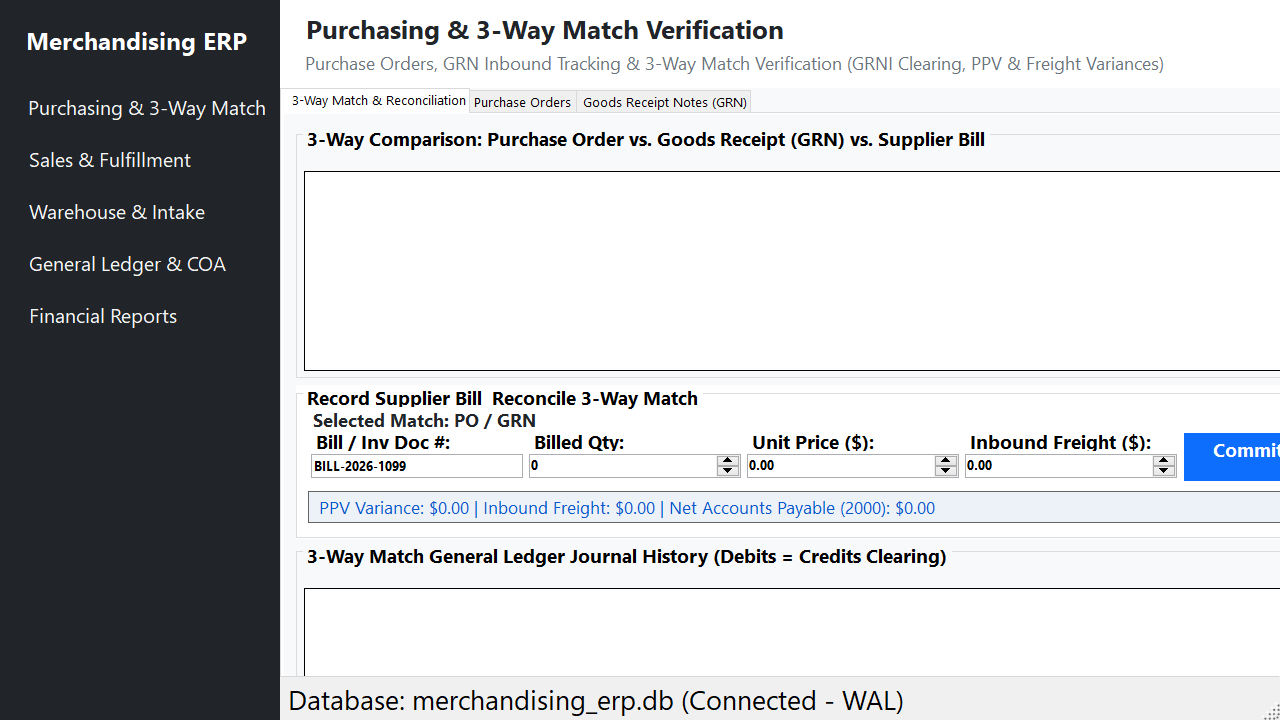 Merchandising ERP
Purchasing & 3-Way Match
Sales & Fulfillment
Warehouse & Intake
General Ledger & COA
Financial Reports
Purchasing & 3-Way Match Verification
Purchase Orders, GRN Inbound Tracking & 3-Way Match Verification (GRNI Clearing, PPV & Freight Variances)
3-Way Match & Reconciliation Purchase Orders Goods Receipt Notes (GRN)
3-Way Comparison: Purchase Order vs. Goods Receipt (GRN) vs. Supplier Bill
Record Supplier Bill Reconcile 3-Way Match
Selected Match: PO / GRN
Bill / Inv Doc #: Billed Qty: Unit Price ($): Inbound Freight ($):
BILL-2026-1099 0 0.00 0.00 Commit
PPV Variance: $0.00 | Inbound Freight: $0.00 | Net Accounts Payable (2000): $0.00
3-Way Match General Ledger Journal History (Debits = Credits Clearing)
Database: merchandising_erp.db (Connected - WAL)